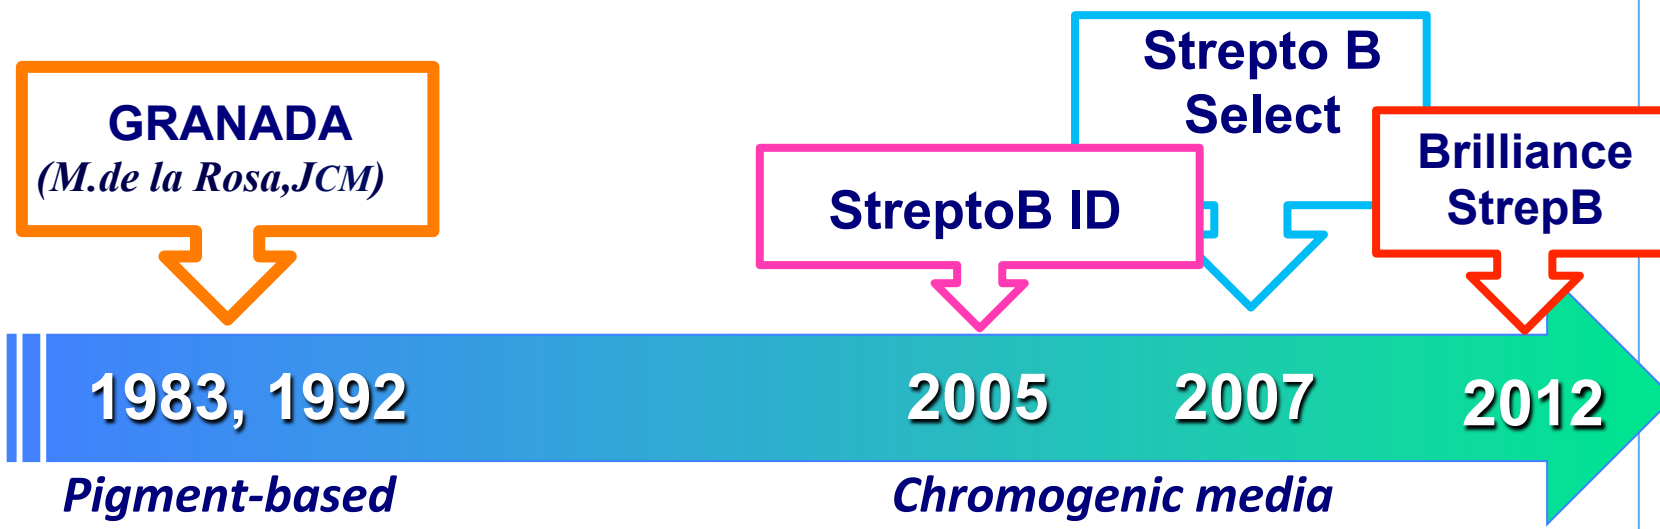 GRANADA
(M.de la Rosa,JCM)
StreptoB ID
Strepto B
Select
Brilliance
StrepB
1983, 1992
2005
2007
2012
Pigment-based
Chromogenic media